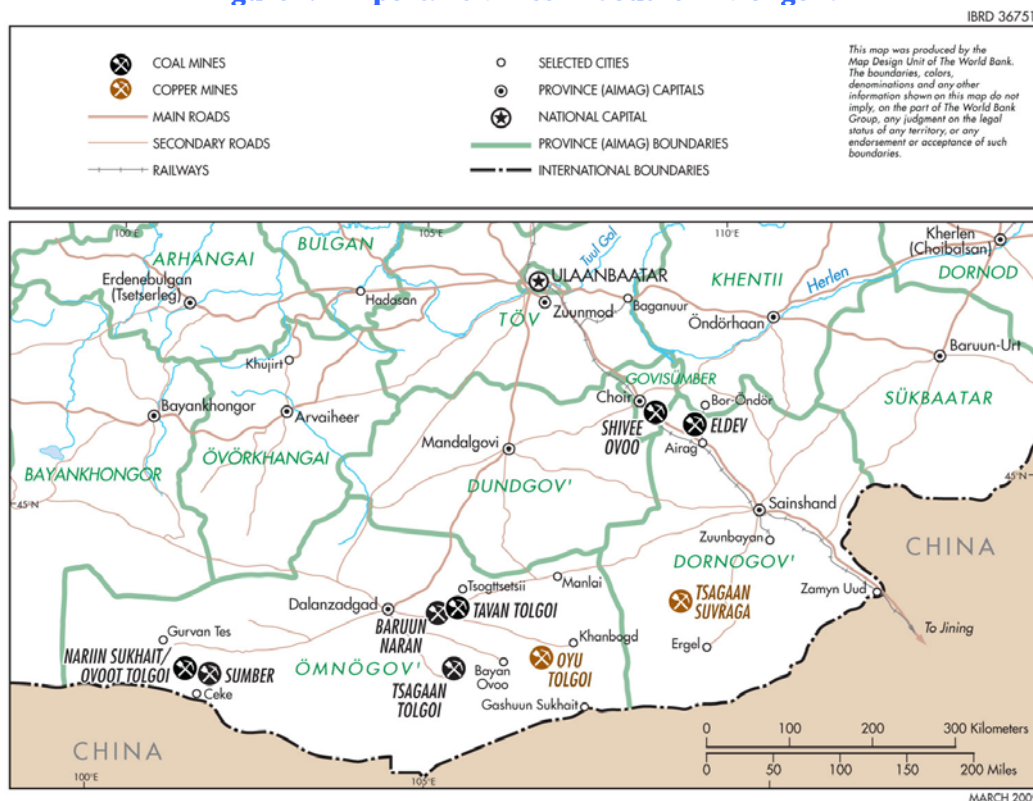 IBRD 36751
COAL MINES
COPPER MINES
MAIN ROADS
SECONDARY ROADS
RAILWAYS
SELECTED CITIES
PROVINCE (AIMAG) CAPITALS
NATIONAL CAPITAL
PROVINCE (AIMAG) BOUNDARIES
INTERNATIONAL BOUNDARIES
This map was produced by the
Map Design Unit of The World Bank.
The boundaries, colors,
denominations and any other
information shown on this map do not
imply, on the part of The World Bank
Group, any judgment on the legal
status of any territory, or any
endorsement or acceptance of such
boundaries.
100°E
105°E
110°E
ARHANGAI
BULGAN
Tuul Gol
Kherlen
(Choibalsan)
Erdenebulgan
(Tsetserleg)
Hadasan
ULAANBAATAR
KHENTII
Herlen
DORNOD
Zuunmod
Baganuur
TÖV
Öndörhaan
Khujirt
Baruun-Urt
GOVISÜMBER
Bayankhongor
Arvaiheer
Choir
Bor-Öndör
SÜKBAATAR
SHIVEE
OVOO
ELDEV
Mandalgovi
Airag
BAYANKHONGOR
ÖVÖRKHANGAI
DUNDGOV'
45°N
45°N
Sainshand
Zuunbayan
CHINA
DORNOGOV'
Tsogttsetsii
Manlai
Zamyn Uud
Dalanzadgad
TAVAN TOLGOI
BARUUN
NARAN
TSAGAAN
SUVRAGA
To Jining
Gurvan Tes
Khanbogd
Ergel
NARIIN SUKHAIT/
OVOOT TOLGOI
SUMBER
ÖMNÖGOV'
Bayan
Ovoo
OYU
TOLGOI
TSAGAAN
TOLGOI
Ceke
Gashuun Sukhait
CHINA
0 100 200 300 Kilometers
0 50 100 150 200 Miles
100°E
105°E